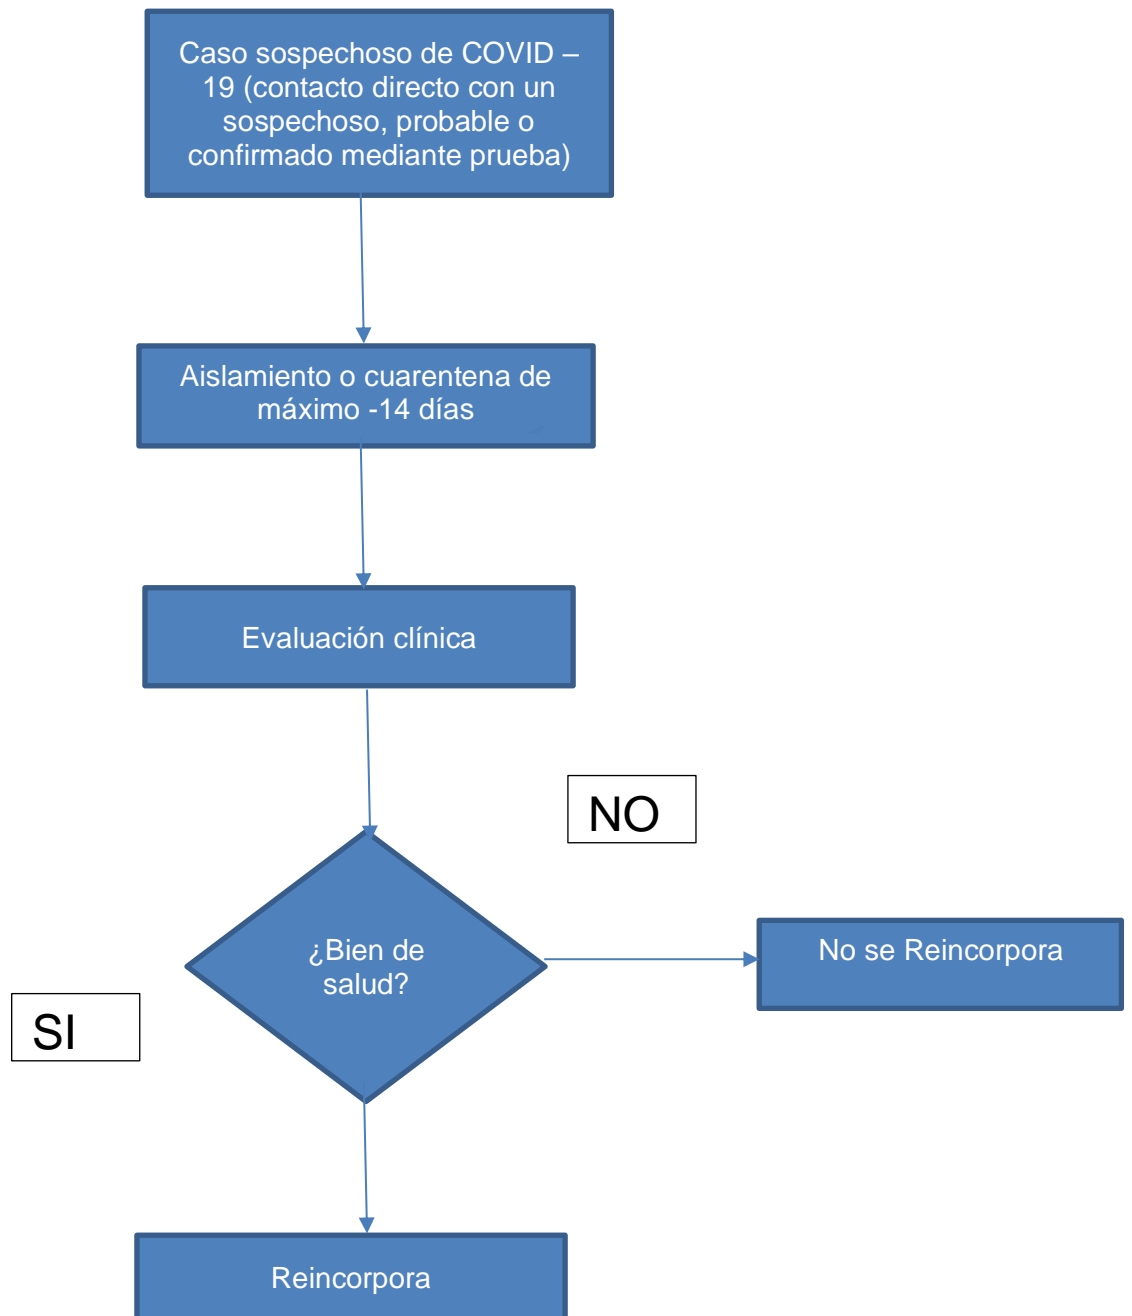 Caso sospechoso de COVID –
19 (contacto directo con un
sospechoso, probable o
confirmado mediante prueba)
Aislamiento o cuarentena de
máximo -14 días
Evaluación clínica
NO
¿Bien de
salud?
No se Reincorpora
SI
Reincorpora